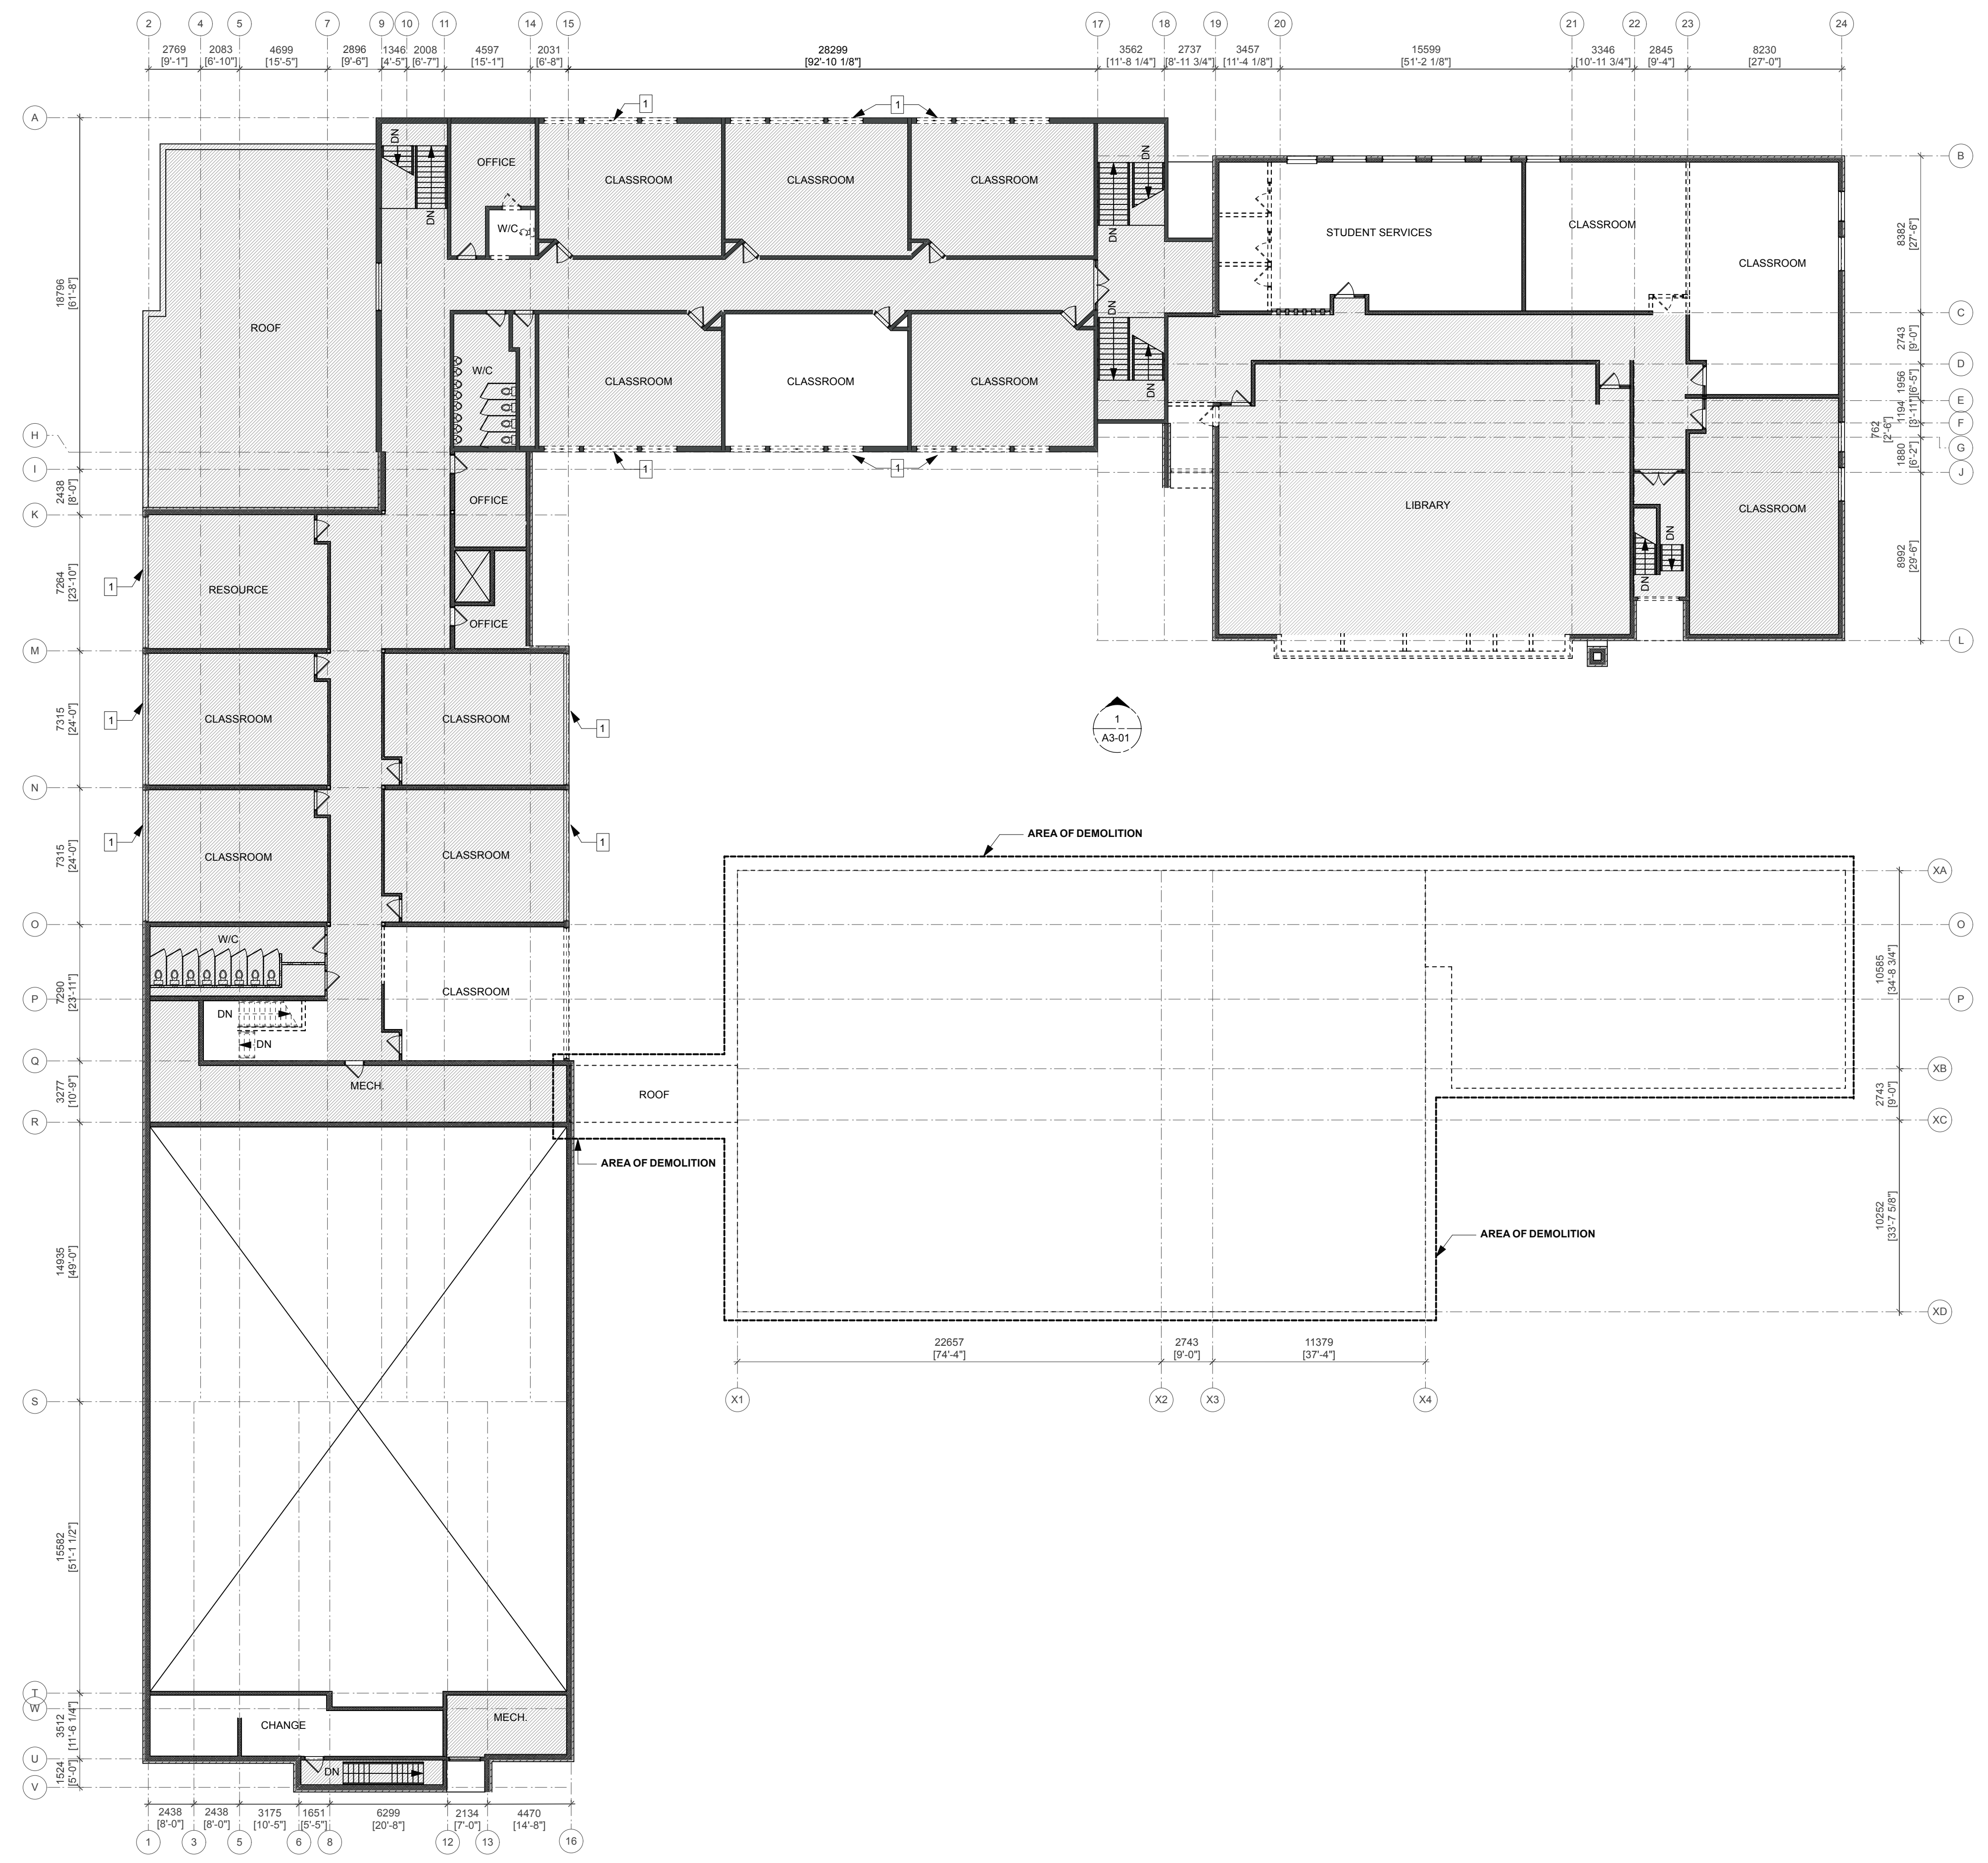 2 4 5 7 9 10 11 14 15 17 18 19 20 21 22 23 24
2769 2083 4699 2896 1346 2008 4597 2031 28299 3562 2737 3457 15599 3346 2845 8230
[9'-1"] [6'-10"] [15'-5"] [9'-6"] [4'-5"] [6'-7"] [15'-1"] [6'-8"] [92'-10 1/8"] [11'-8 1/4"] [8'-11 3/4"] [11'-4 1/8"] [51'-2 1/8"] [10'-11 3/4"] [9'-4"] [27'-0"]
1
1
A
DN
B
OFFICE
CLASSROOM CLASSROOM CLASSROOM
DN
DN
W/C
DN
STUDENT SERVICES
CLASSROOM
8382
[27'-6"]
CLASSROOM
18796
[61'-8"]
ROOF
DN
C
2743
[9'-0"]
D
W/C
CLASSROOM CLASSROOM CLASSROOM
DN
1956
[6'-5"]
E
1194
[3'-11"]
F
762
[2'-6"]
H
G
1880
[6'-2"]
I
1
1
J
2438
[8'-0"]
OFFICE
LIBRARY
CLASSROOM
K
DN
8992
[29'-6"]
7264
[23'-10"]
1
RESOURCE
DN
OFFICE
L
M
7315
[24'-0"]
1
CLASSROOM CLASSROOM
1
1
A3-01
N
7315
[24'-0"]
AREA OF DEMOLITION
1
1
CLASSROOM CLASSROOM
XA
O
O
W/C
7290
[23'-11"]
CLASSROOM
10585
[34'-8 3/4"]
P
P
DN
DN
Q
XB
3277
[10'-9"]
MECH.
ROOF
2743
[9'-0"]
R
XC
AREA OF DEMOLITION
14935
[49'-0"]
AREA OF DEMOLITION
10252
[33'-7 5/8"]
XD
22657 2743 11379
[74'-4"] [9'-0"] [37'-4"]
S
X1 X2 X3 X4
15582
[51'-1 1/2"]
T
W
3512
[11'-6 1/4"]
CHANGE
MECH.
U
1524
[5'-0"]
DN
V
2438 2438 3175 1651 6299 2134 4470
[8'-0"] [8'-0"] [10'-5"] [5'-5"] [20'-8"] [7'-0"] [14'-8"]
1 3 5 6 8 12 13 16